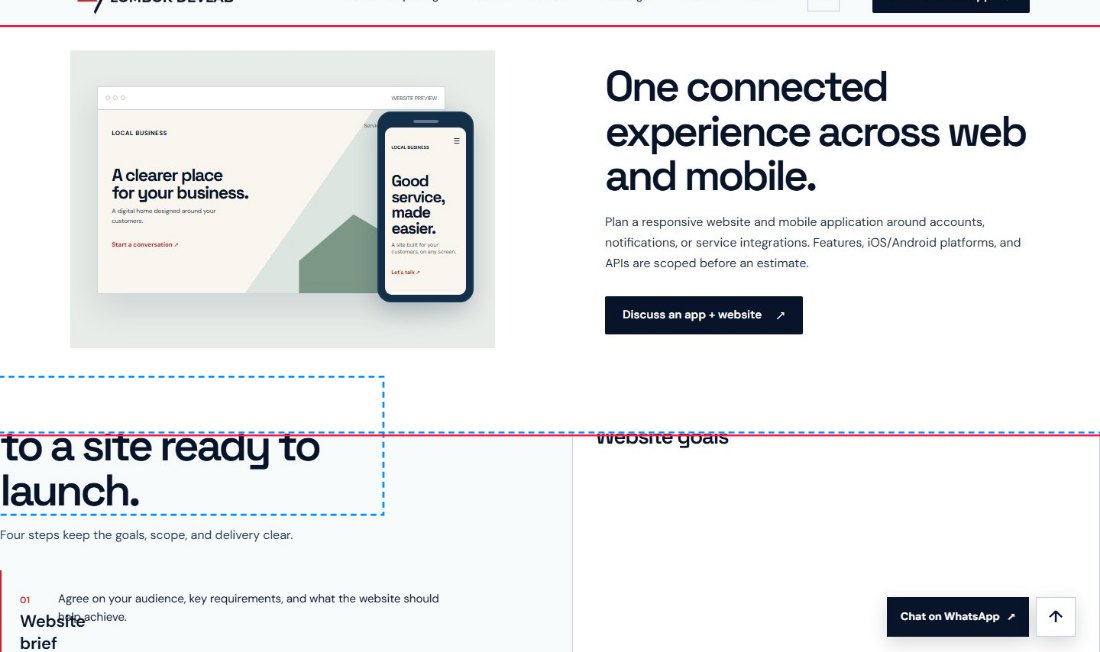 LOMBOK DEVLAB
WEBSITE PREVIEW
LOCAL BUSINESS
A clearer place
for your business.
A digital home designed around your
customers.
Start a conversation ↗
LOCAL BUSINESS
Good
service,
made
easier.
A site built for your
customers, on any screen.
Let's talk ↗
One connected
experience across web
and mobile.
Plan a responsive website and mobile application around accounts,
notifications, or service integrations. Features, iOS/Android platforms, and
APIs are scoped before an estimate.
Discuss an app + website ↗
to a site ready to
launch.
Four steps keep the goals, scope, and delivery clear.
01
Agree on your audience, key requirements, and what the website should
help achieve.
Website
brief
Website goals
Chat on WhatsApp ↗